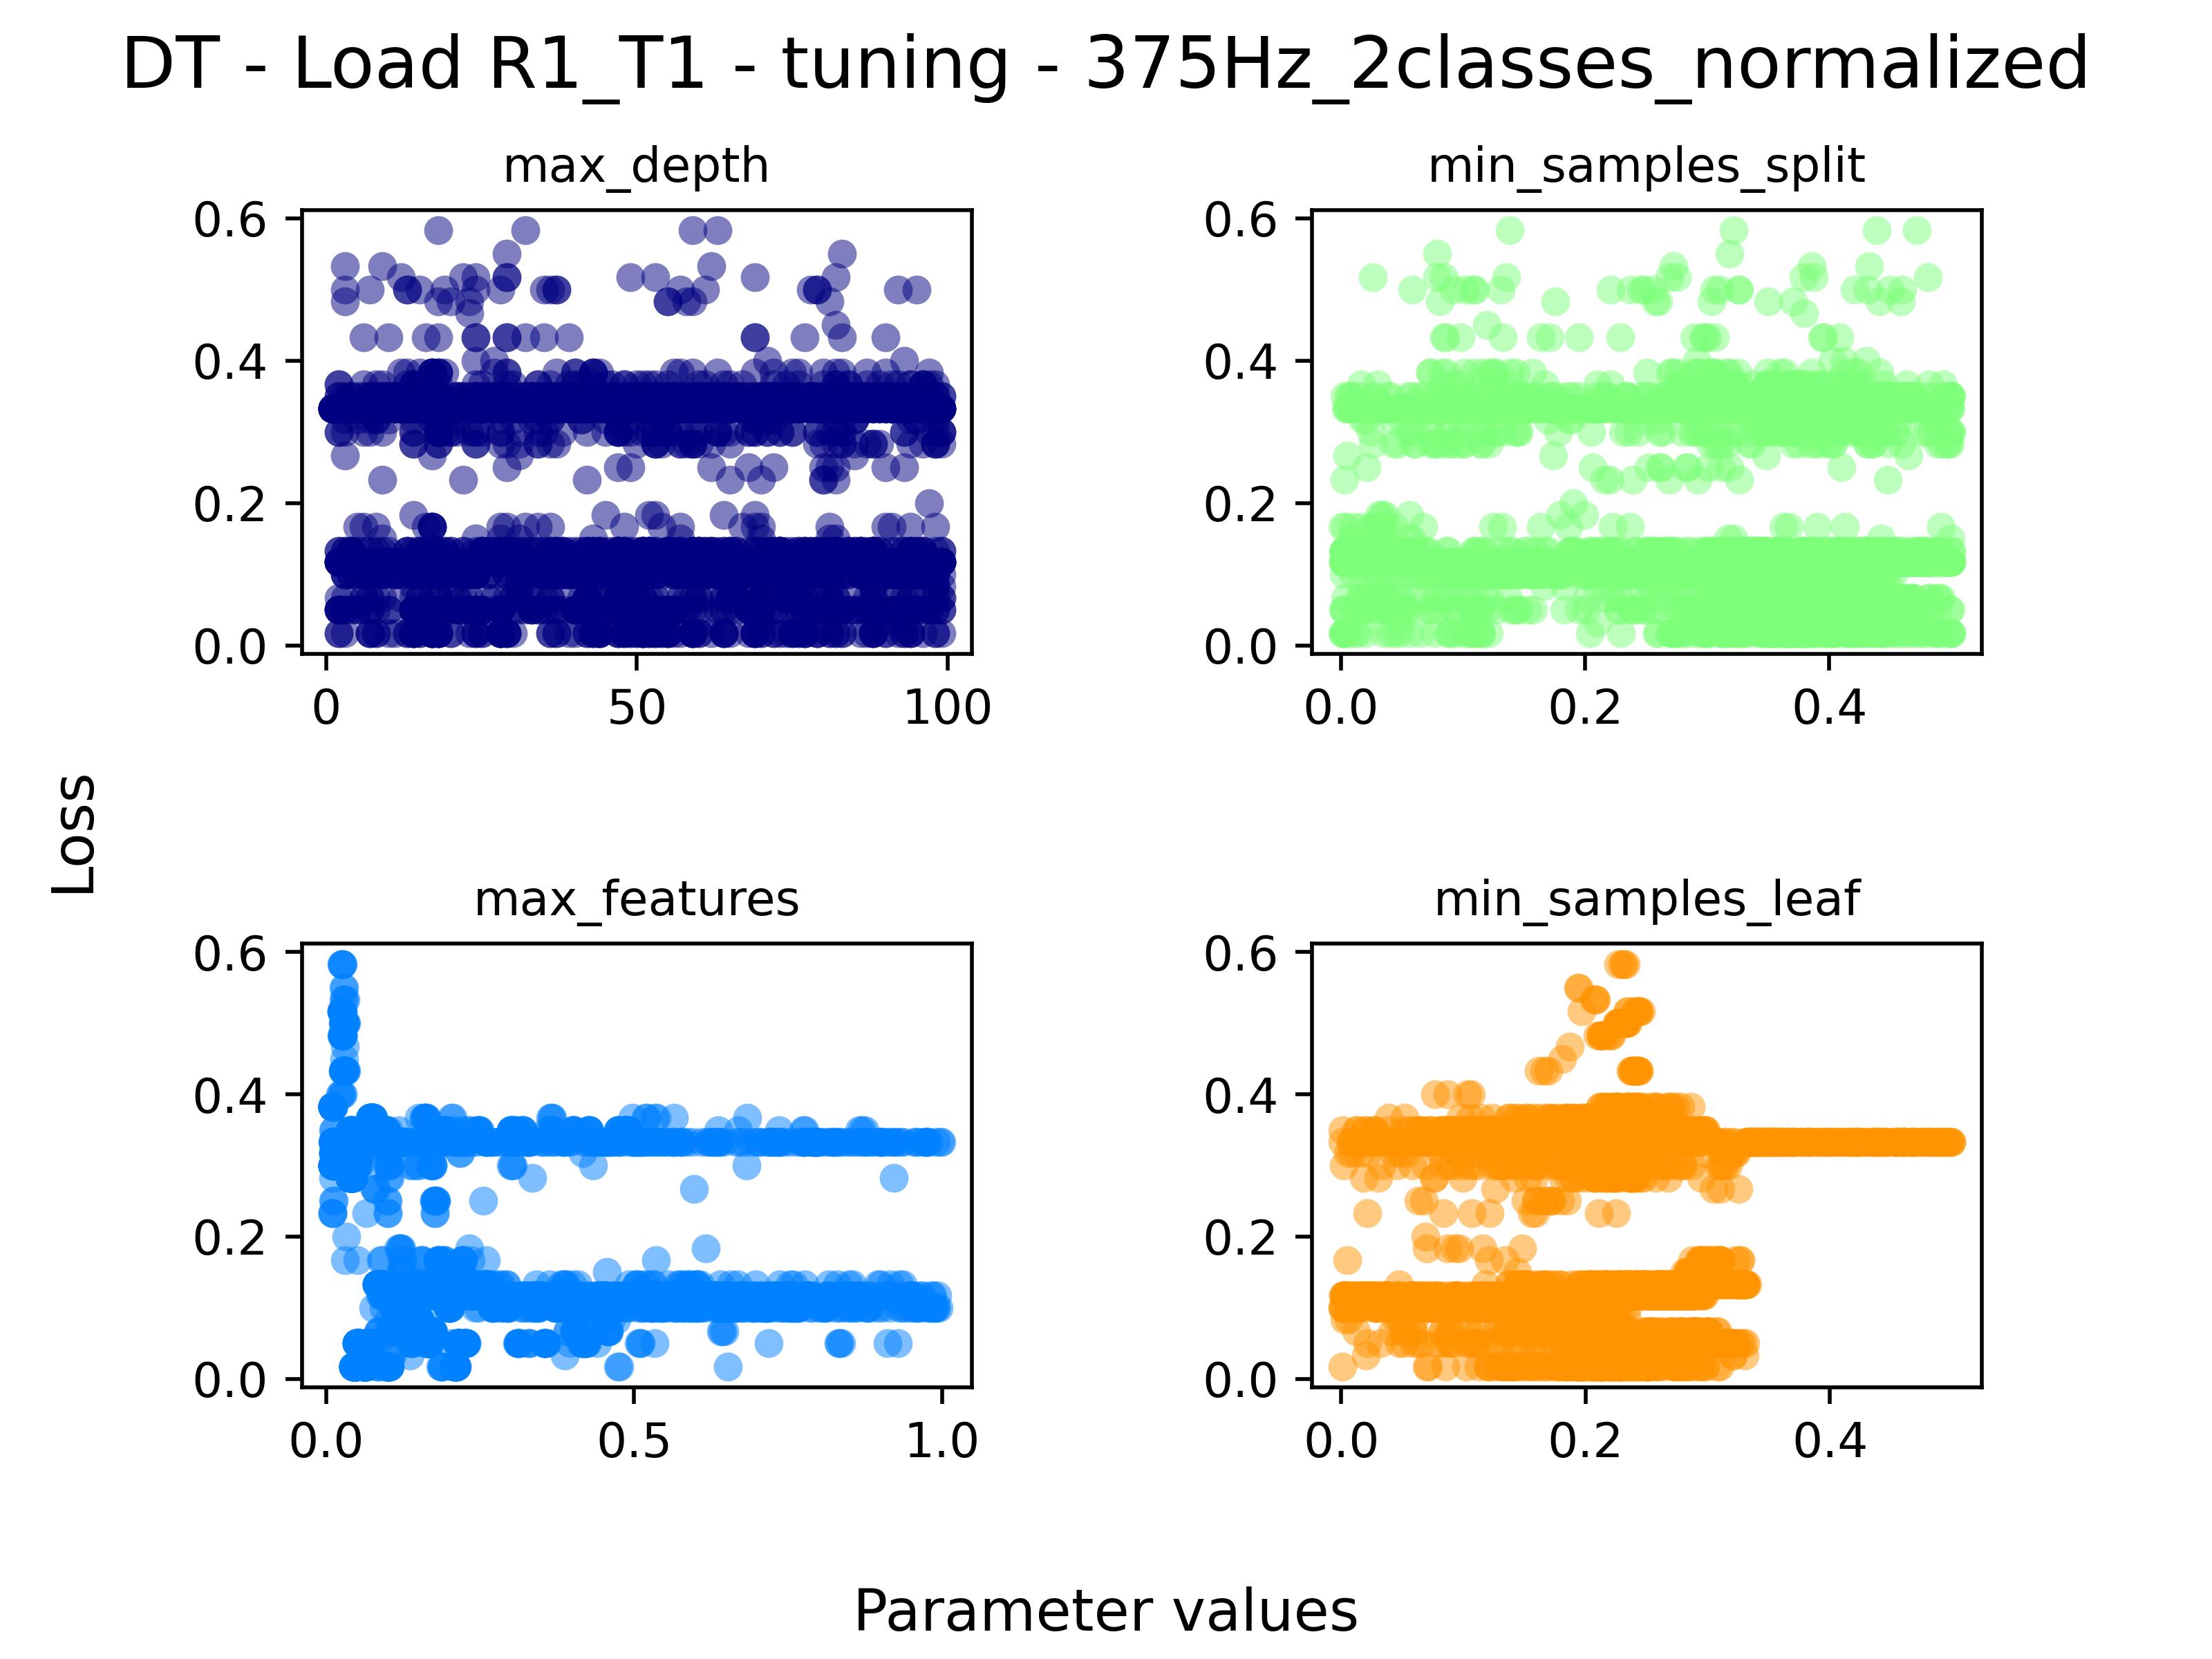 DT - Load R1_T1 - tuning - 375Hz_2classes_normalized
max_depth
0.6
0.4
0.2
0.0
0 50 100
min_samples_split
0.6
0.4
0.2
0.0
0.0 0.2 0.4
Loss
max_features
0.6
0.4
0.2
0.0
0.0 0.5 1.0
min_samples_leaf
0.6
0.4
0.2
0.0
0.0 0.2 0.4
Parameter values